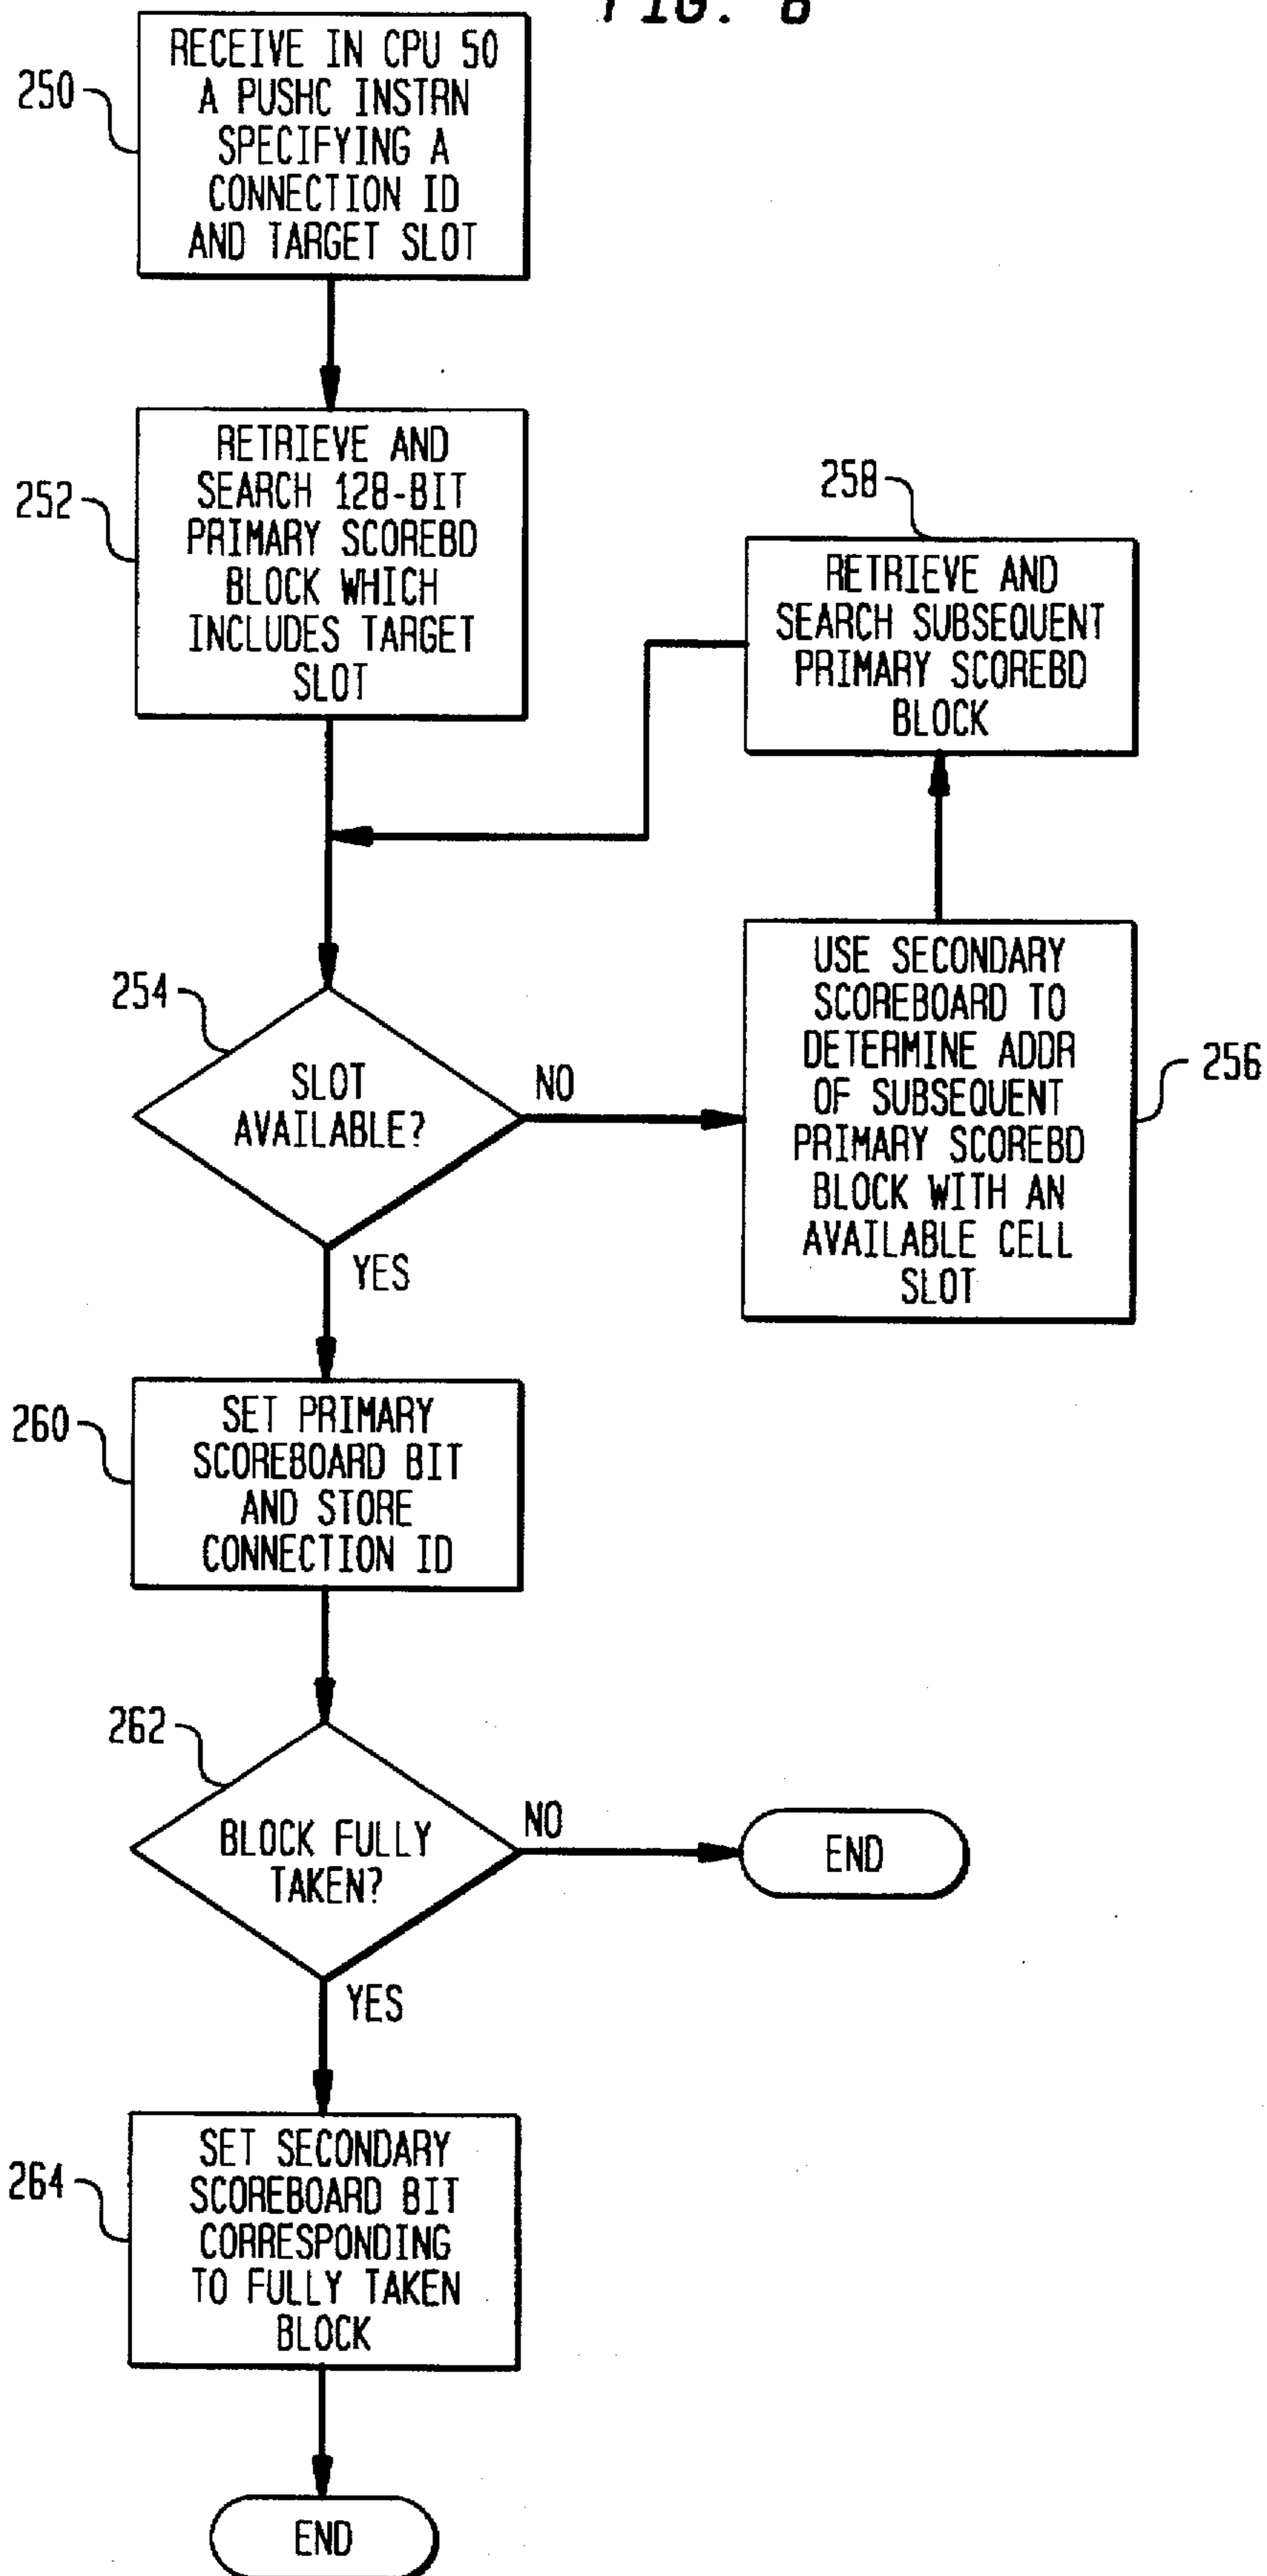 FIG. 8
250
RECEIVE IN CPU 50
A PUSHC INSTRN
SPECIFYING A
CONNECTION ID
AND TARGET SLOT
252
RETRIEVE AND
SEARCH 128-BIT
PRIMARY SCOREBD
BLOCK WHICH
INCLUDES TARGET
SLOT
258
RETRIEVE AND
SEARCH SUBSEQUENT
PRIMARY SCOREBD
BLOCK
254
SLOT
AVAILABLE?
NO
YES
USE SECONDARY
SCOREBOARD TO
DETERMINE ADDR
OF SUBSEQUENT
PRIMARY SCOREBD
BLOCK WITH AN
AVAILABLE CELL
SLOT
256
260
SET PRIMARY
SCOREBOARD BIT
AND STORE
CONNECTION ID
262
BLOCK FULLY
TAKEN?
NO
END
YES
264
SET SECONDARY
SCOREBOARD BIT
CORRESPONDING
TO FULLY TAKEN
BLOCK
END